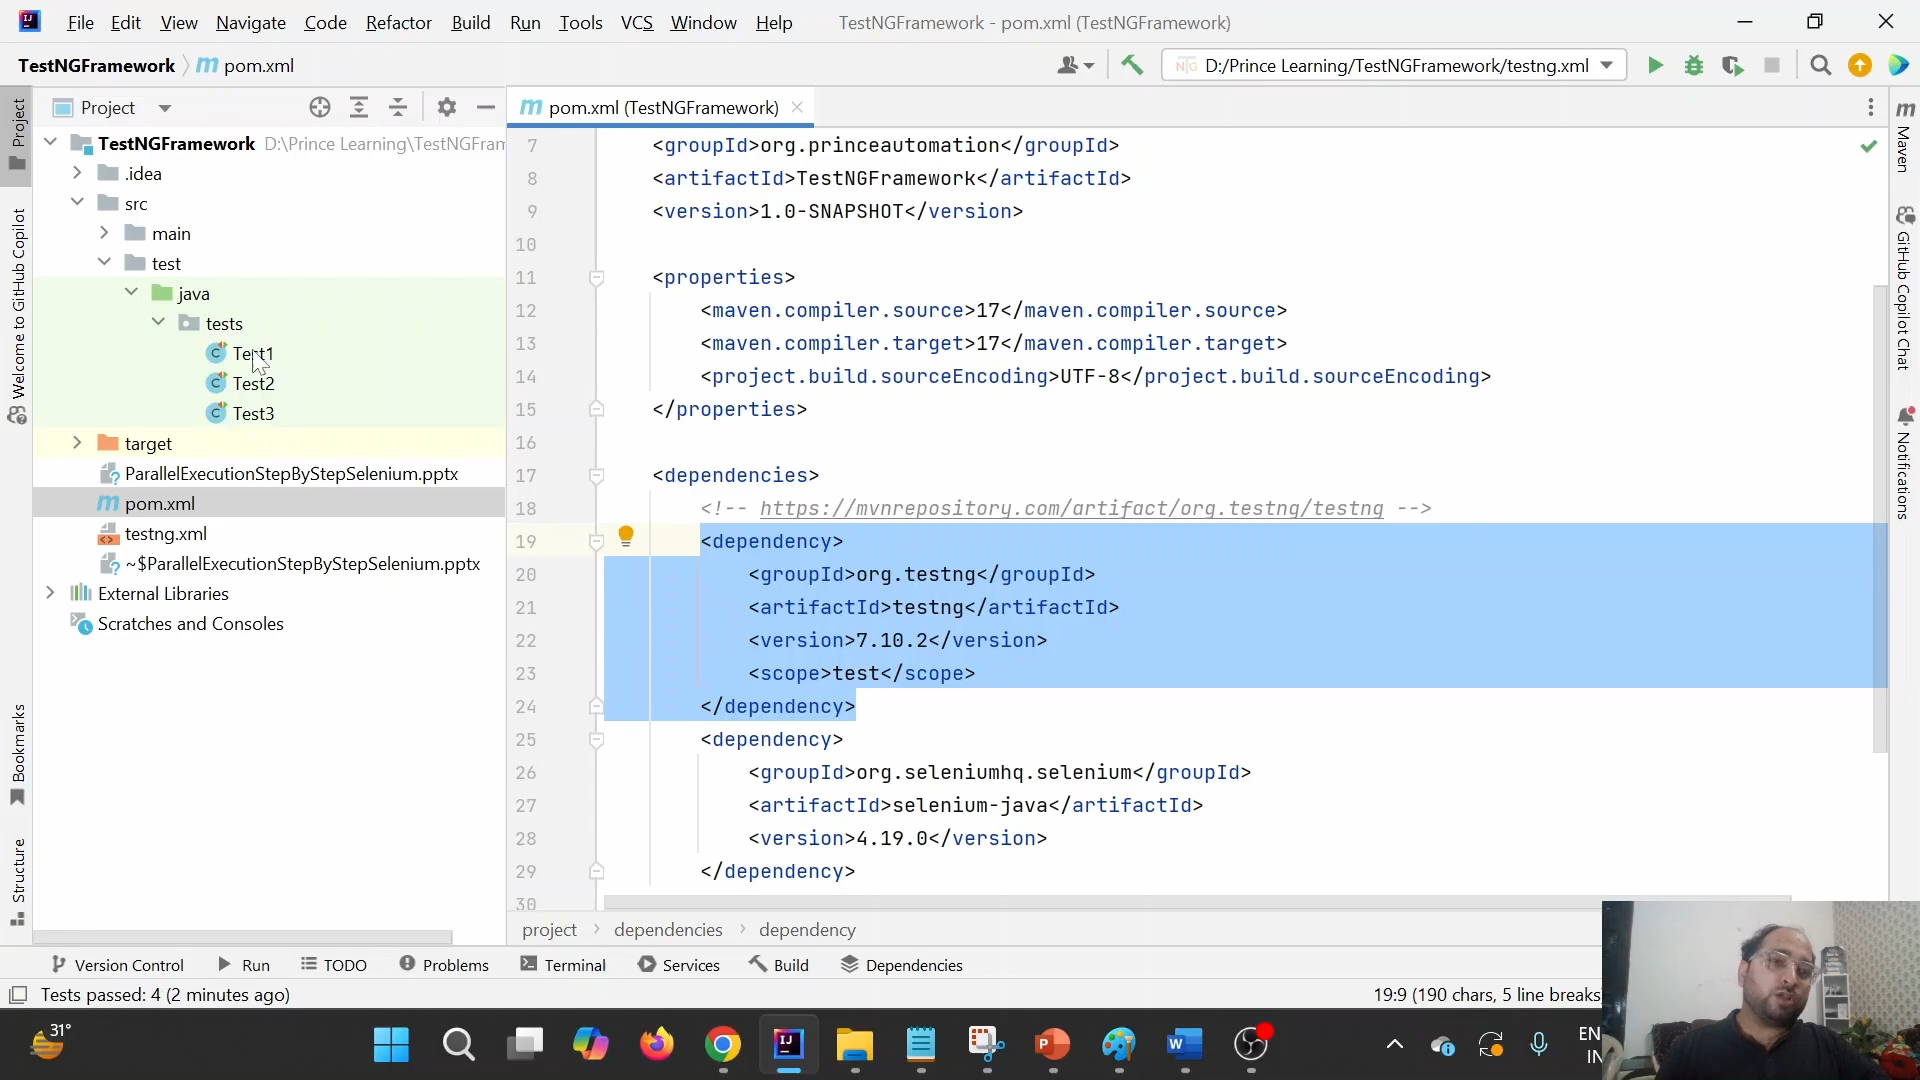 File Edit View Navigate Code Refactor Build Run Tools VCS Window Help TestNGFramework - pom.xml (TestNGFramework)
TestNGFramework pom.xml D:/Prince Learning/TestNGFramework/testng.xml
Project
pom.xml (TestNGFramework)
TestNGFramework D:\Prince Learning\TestNGFram
.idea
src
main
test
java
tests
Test1
Test2
Test3
target
ParallelExecutionStepByStepSelenium.pptx
pom.xml
testng.xml
~$ParallelExecutionStepByStepSelenium.pptx
External Libraries
Scratches and Consoles
Project
Welcome to GitHub Copilot
Bookmarks
Structure
7 <groupId>org.princeautomation</groupId>
8 <artifactId>TestNGFramework</artifactId>
9 <version>1.0-SNAPSHOT</version>
10
11 <properties>
12 <maven.compiler.source>17</maven.compiler.source>
13 <maven.compiler.target>17</maven.compiler.target>
14 <project.build.sourceEncoding>UTF-8</project.build.sourceEncoding>
15 </properties>
16
17 <dependencies>
18 <!-- https://mvnrepository.com/artifact/org.testng/testng -->
19 <dependency>
20 <groupId>org.testng</groupId>
21 <artifactId>testng</artifactId>
22 <version>7.10.2</version>
23 <scope>test</scope>
24 </dependency>
25 <dependency>
26 <groupId>org.seleniumhq.selenium</groupId>
27 <artifactId>selenium-java</artifactId>
28 <version>4.19.0</version>
29 </dependency>
30
Maven
GitHub Copilot Chat
Notifications
project dependencies dependency
Version Control Run TODO Problems Terminal Services Build Dependencies
Tests passed: 4 (2 minutes ago) 19:9 (190 chars, 5 line breaks
31°
EN
IN